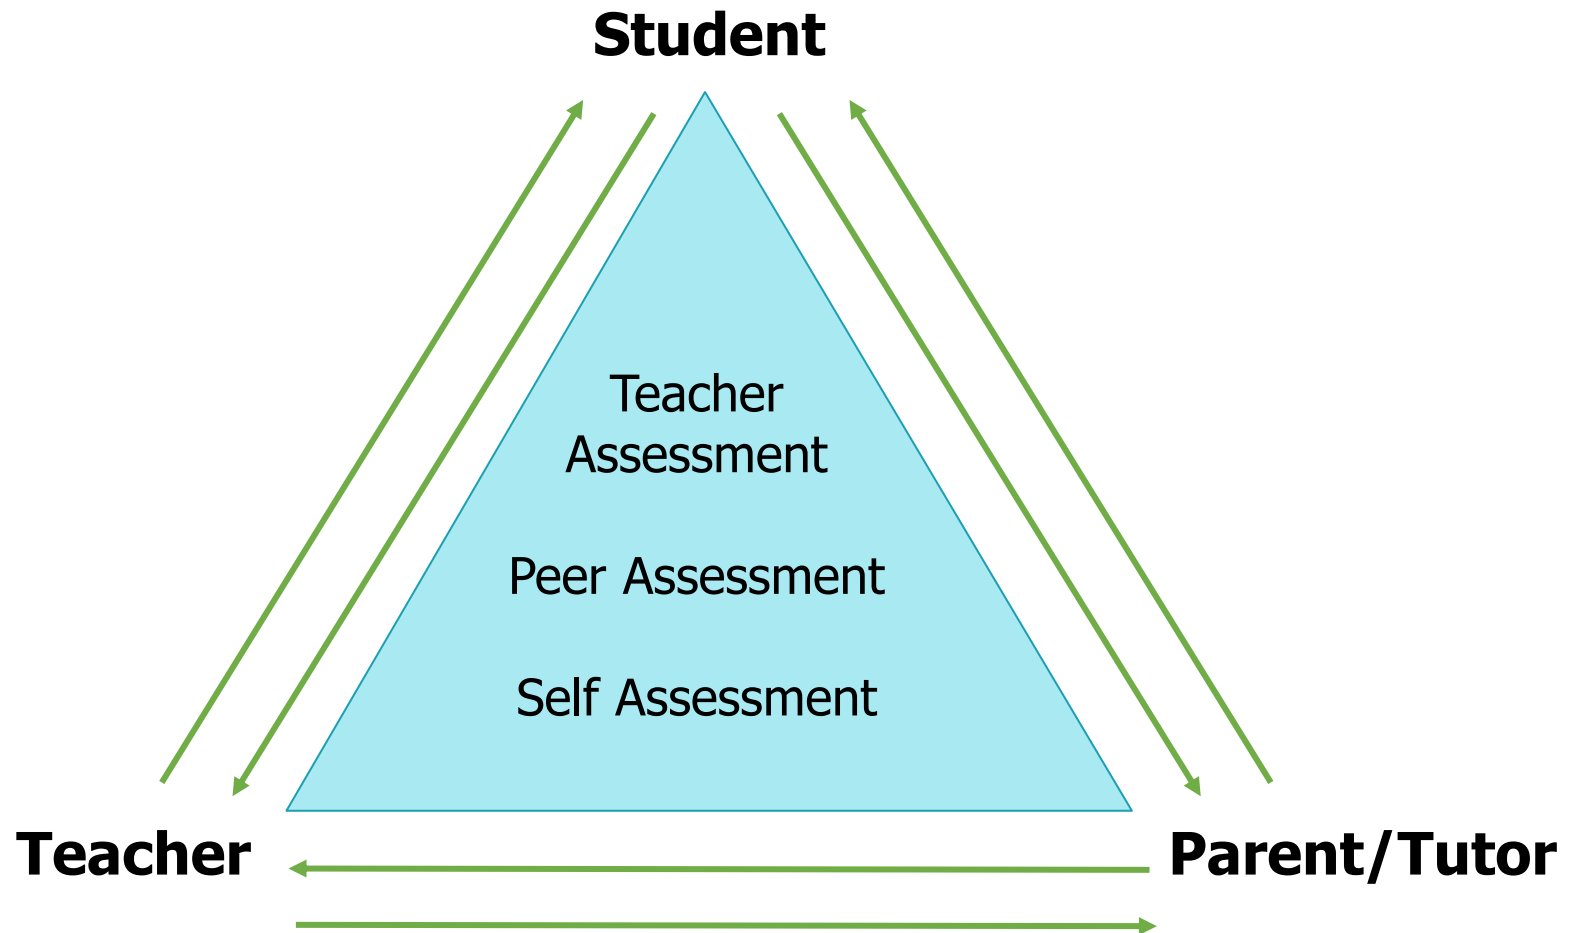 Student
Teacher
Assessment
Peer Assessment
Self Assessment
Teacher
Parent/Tutor